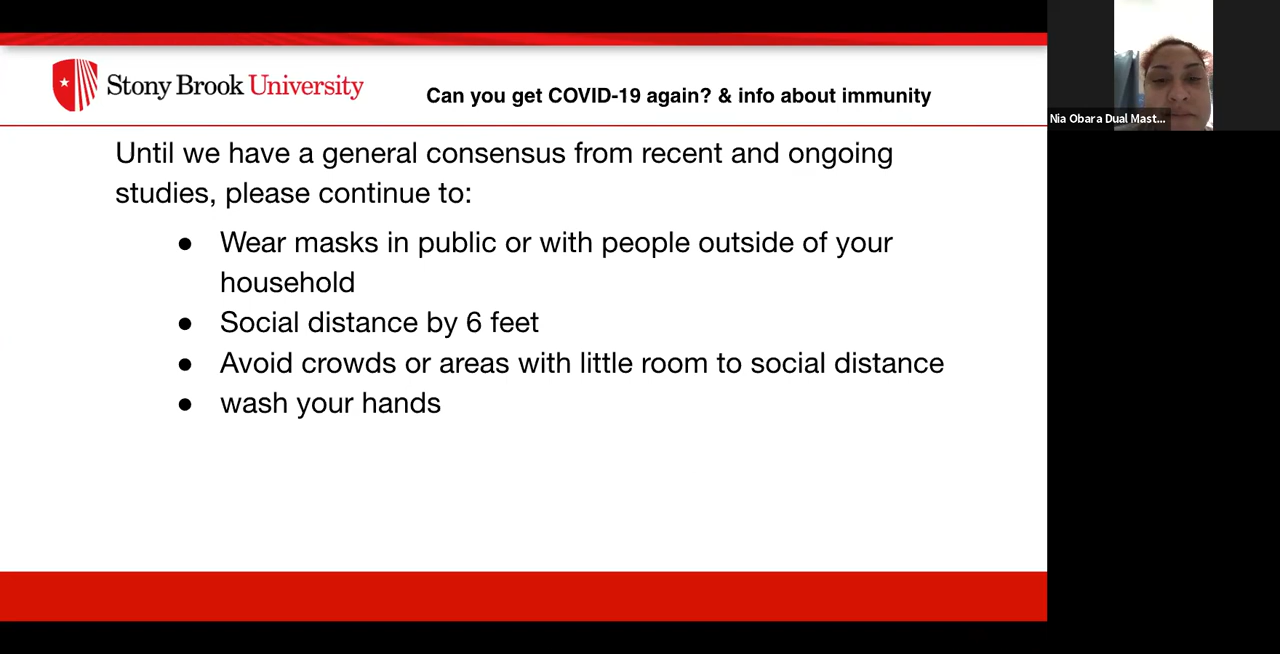 Stony Brook University
Can you get COVID-19 again? & info about immunity
Nia Obara Dual Mast...
Until we have a general consensus from recent and ongoing
studies, please continue to:
● Wear masks in public or with people outside of your
household
● Social distance by 6 feet
● Avoid crowds or areas with little room to social distance
● wash your hands